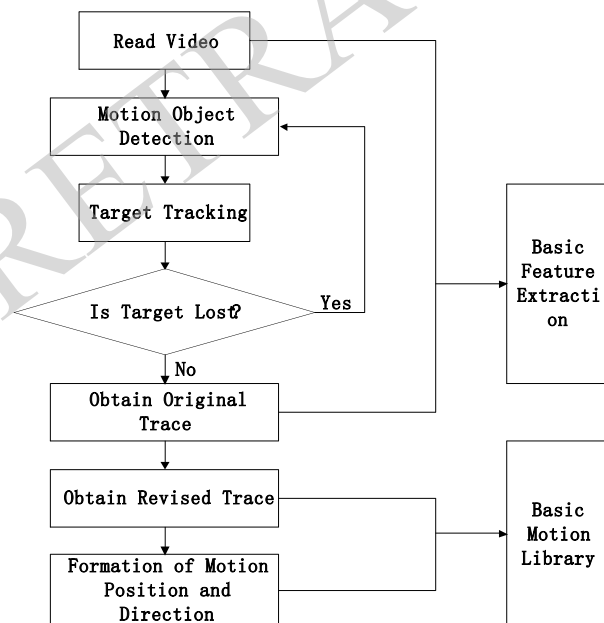 Read Video
Motion Object
Detection
Target Tracking
Is Target Lost?
Yes
No
Obtain Original
Trace
Obtain Revised Trace
Formation of Motion
Position and
Direction
Basic
Feature
Extracti
on
Basic
Motion
Library
RETRA